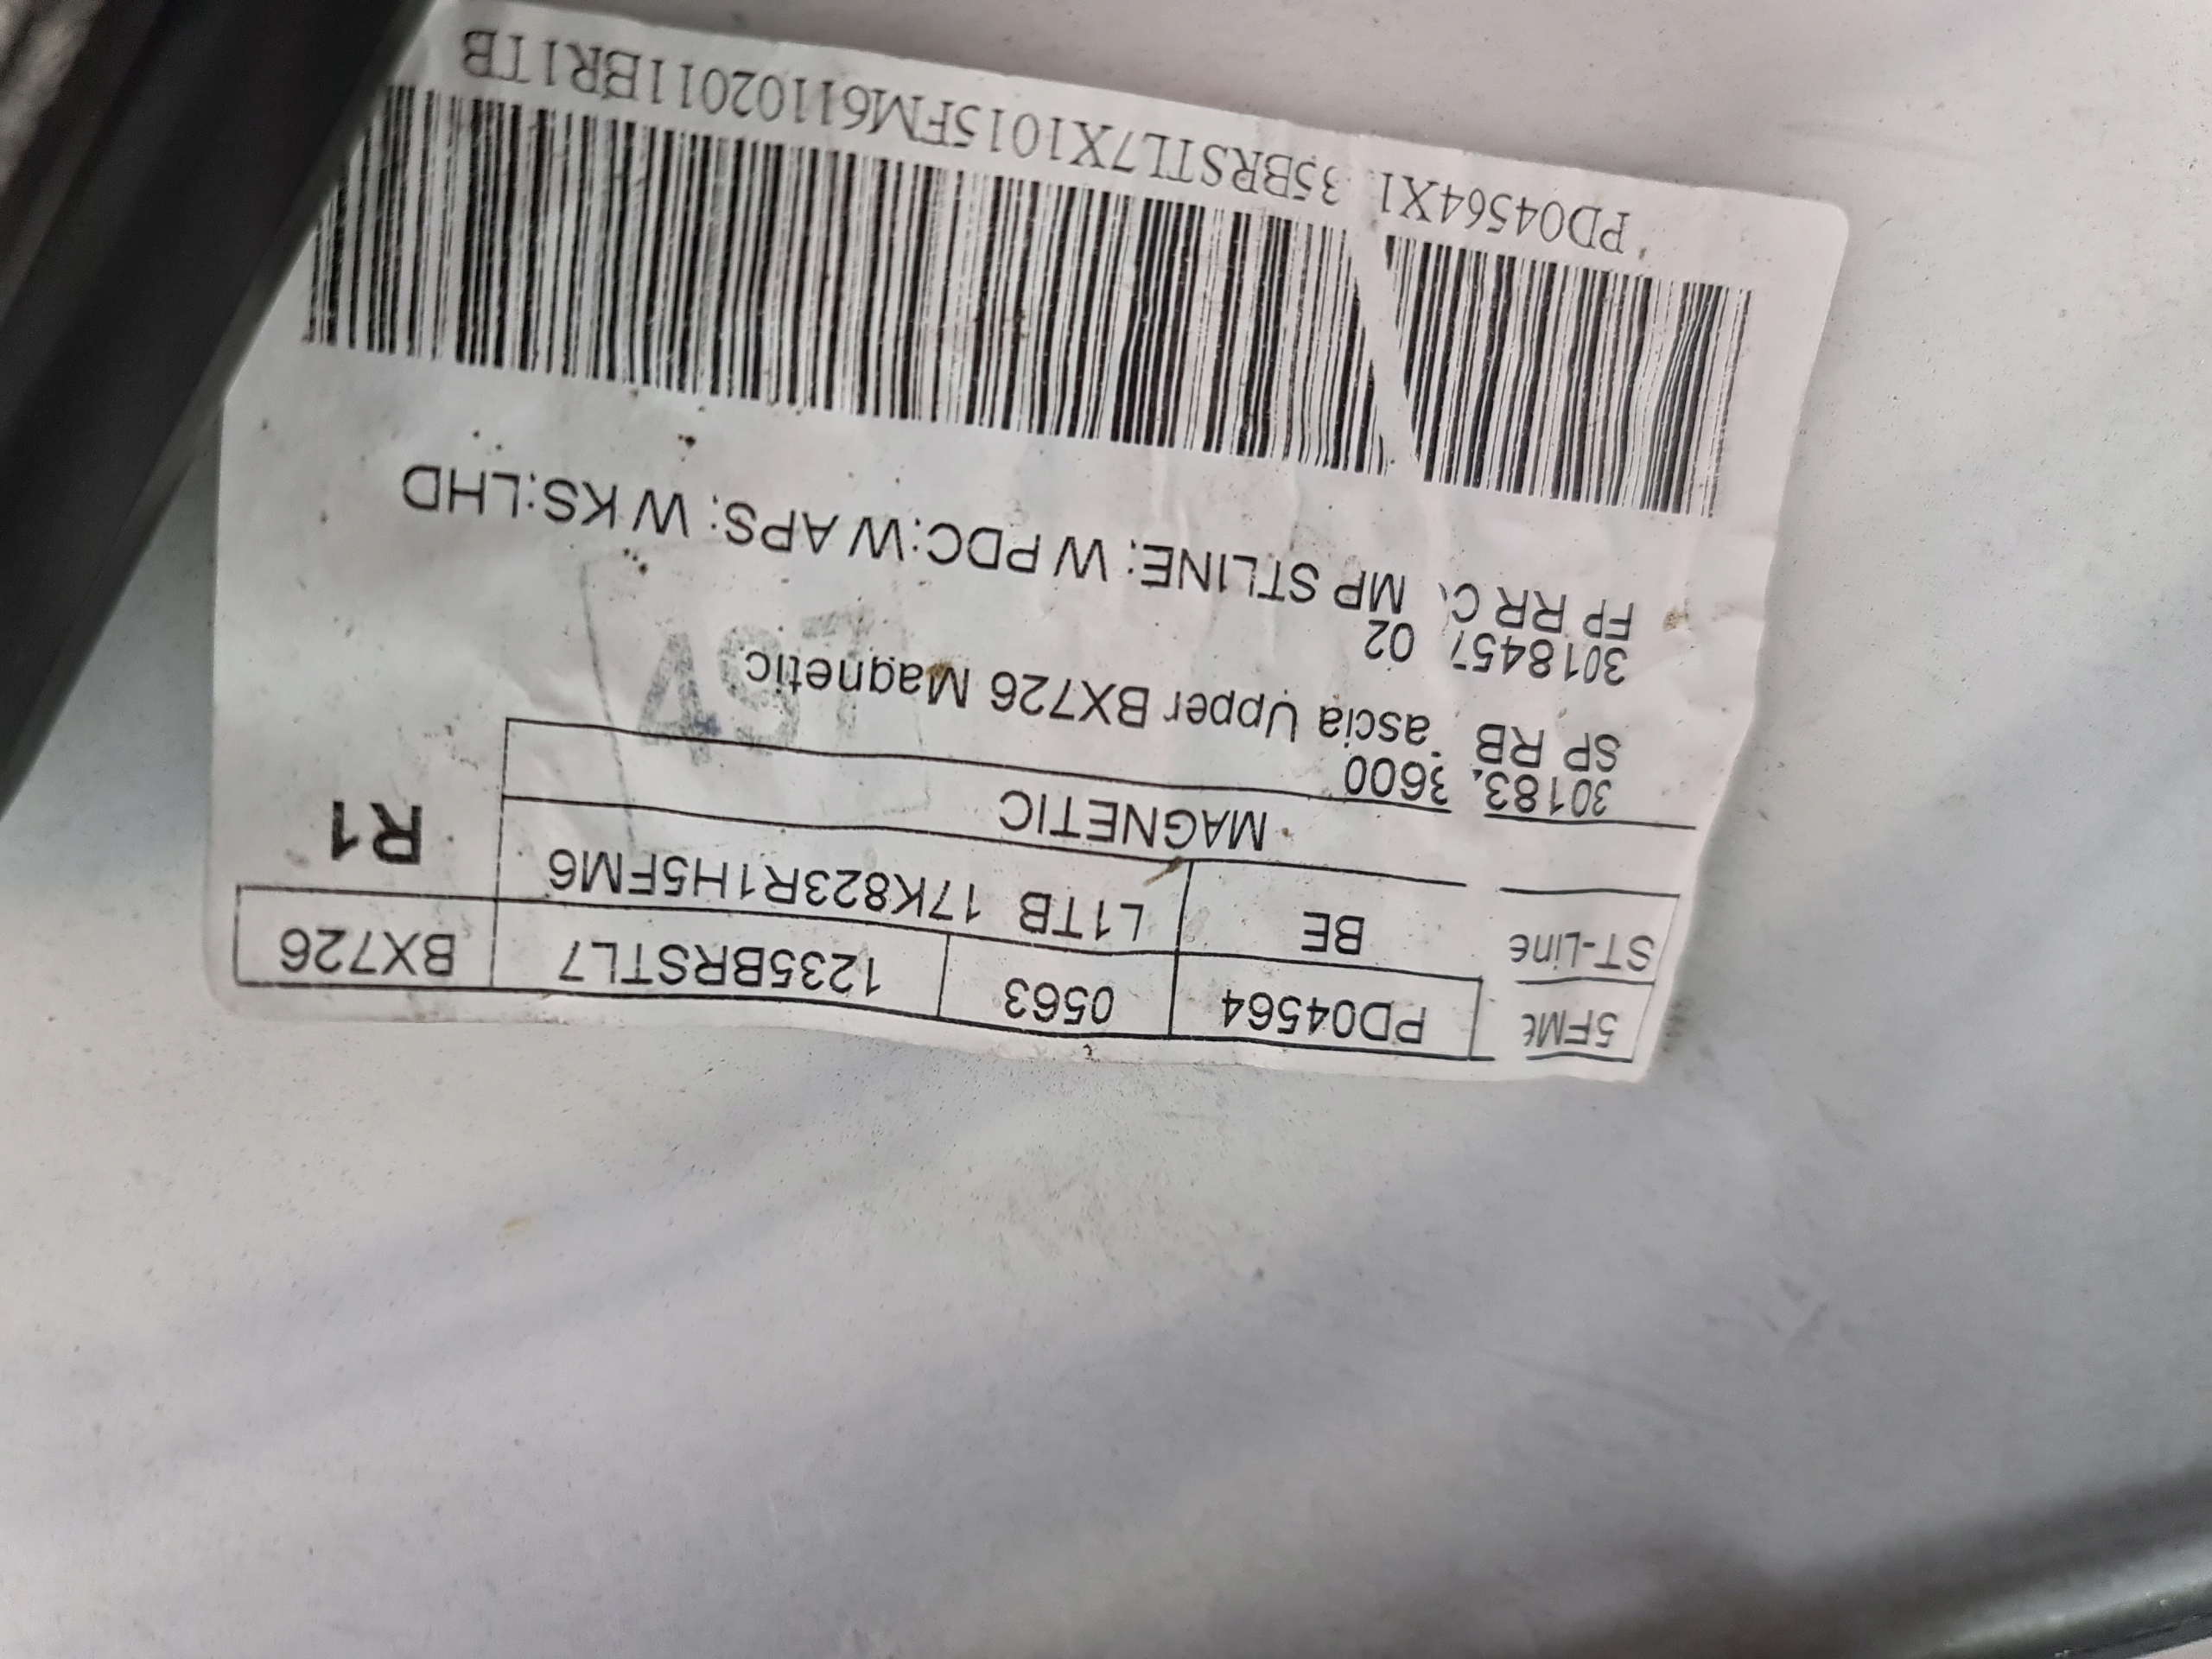 5FM6 PD04564 0563 1235BRSTL7 BX726
ST-Line BE L1TB 17K823R1H5FM6
MAGNETIC R1
30183 3600
SP RB ascia Upper BX726 Magnetic
3018457 02
FP RR C MP STLINE: W PDC:W APS: W KS:LHD
PD04564X1 35BRSTL7X1015FM61102011BR1TB